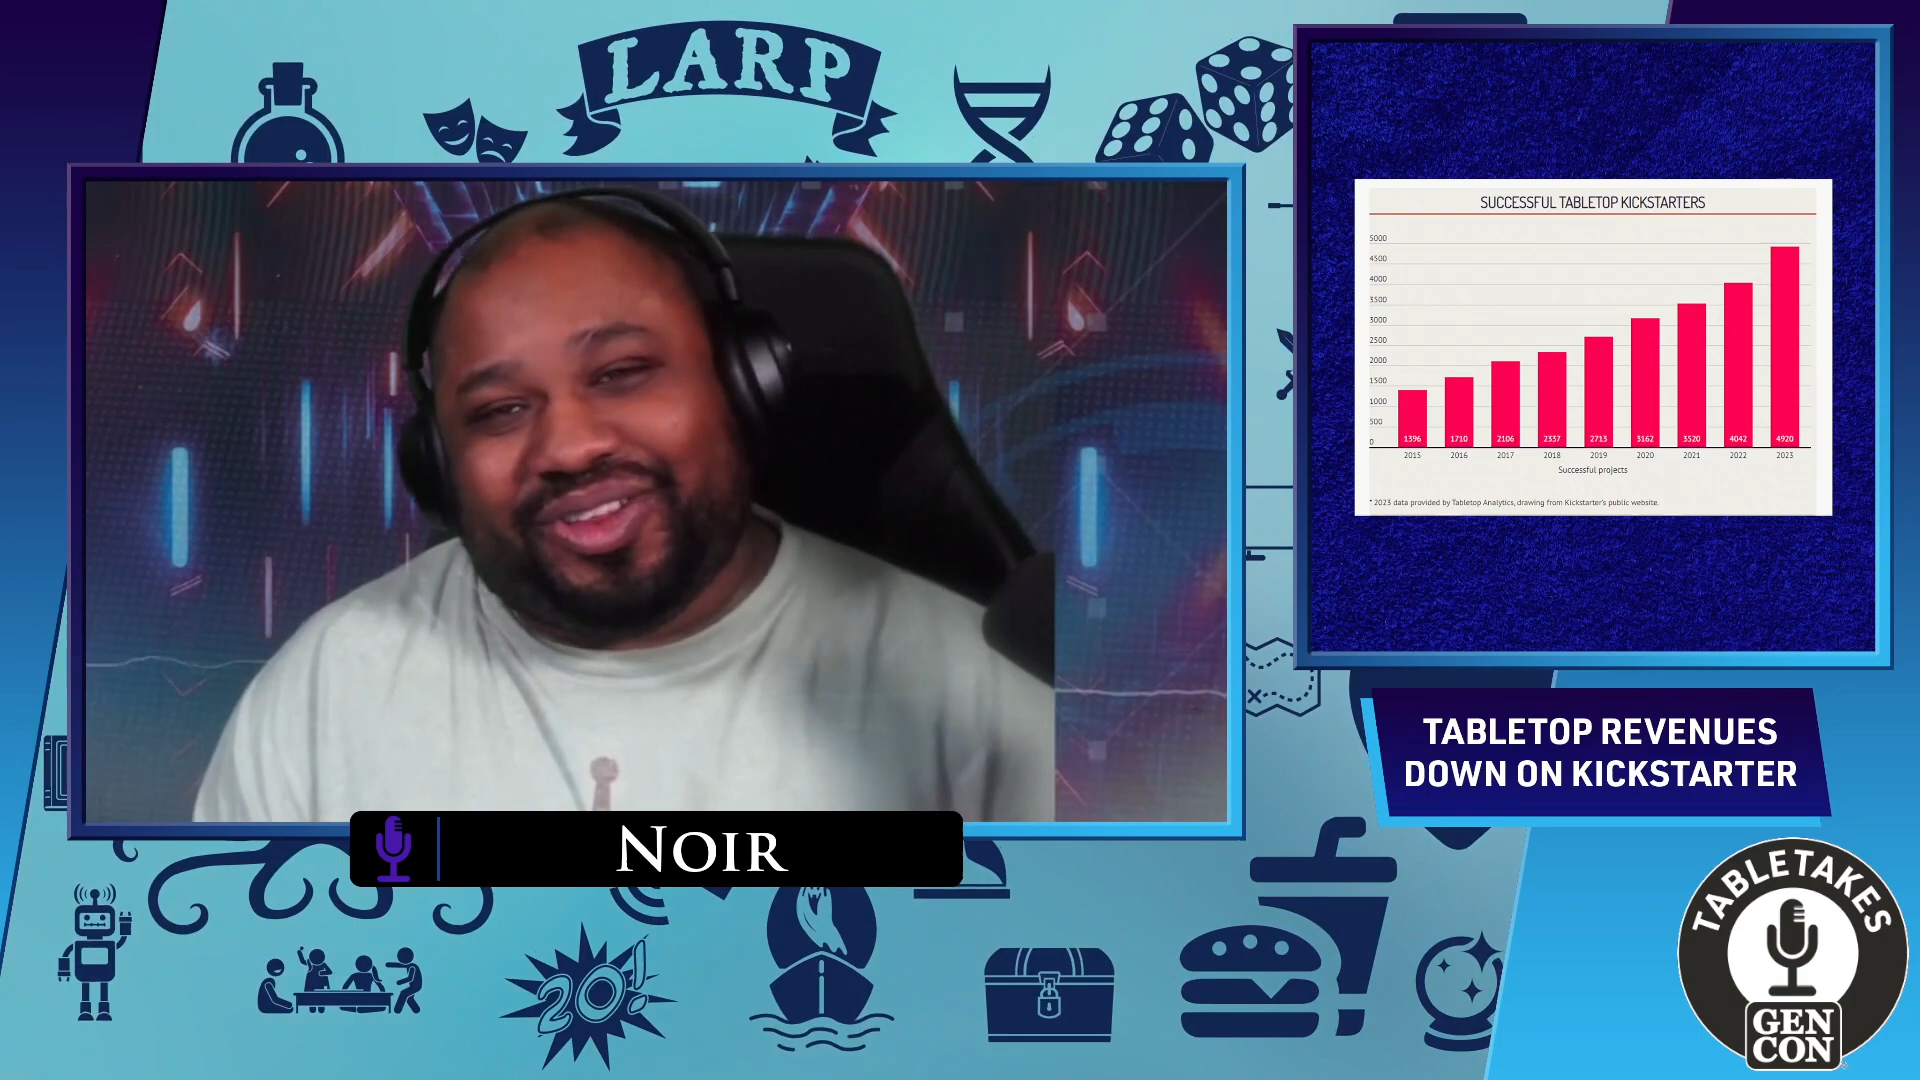 LARP
SUCCESSFUL TABLETOP KICKSTARTERS
5000
4500
4000
3500
3000
2500
2000
1500
1000
500
0
1396 1710 2106 2337 2713 3162 3520 4042 4920
2015 2016 2017 2018 2019 2020 2021 2022 2023
Successful projects
* 2023 data provided by Tabletop Analytics, drawing from Kickstarter's public website.
TABLETOP REVENUES
DOWN ON KICKSTARTER
NOIR
20!
TABLETAKES
GEN
CON